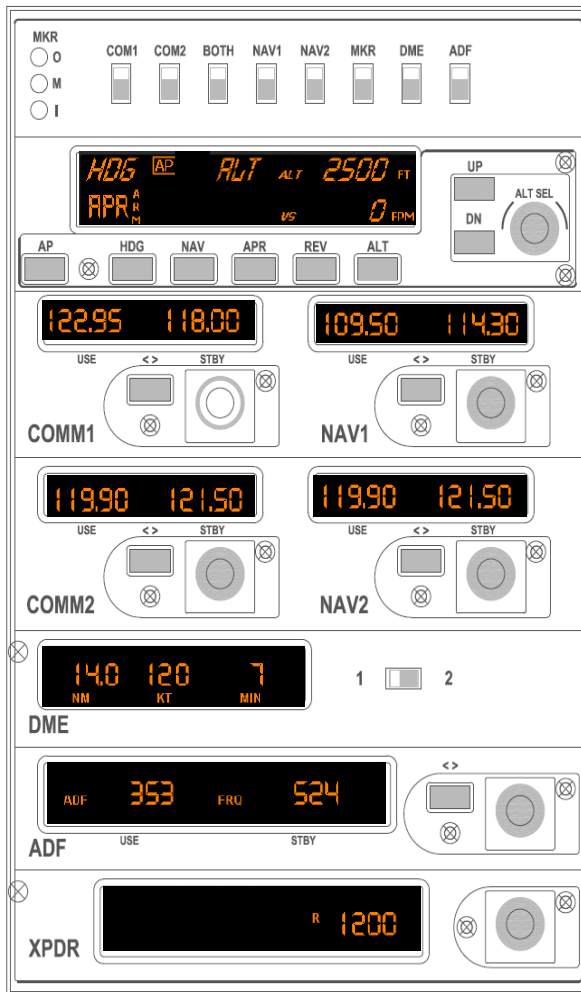 MKR
O
M
I
COM1 COM2 BOTH NAV1 NAV2 MKR DME ADF
HDG AP ALT ALT 2500 FT
APR ARM VS 0 FPM
UP
DN
ALT SEL
AP HDG NAV APR REV ALT
122.95 118.00
USE <> STBY
COMM1
109.50 114.30
USE <> STBY
NAV1
119.90 121.50
USE <> STBY
COMM2
119.90 121.50
USE <> STBY
NAV2
14.0 120 7
NM KT MIN
DME
1 2
ADF 353 FRQ 524
USE STBY
<>
ADF
R 1200
XPDR